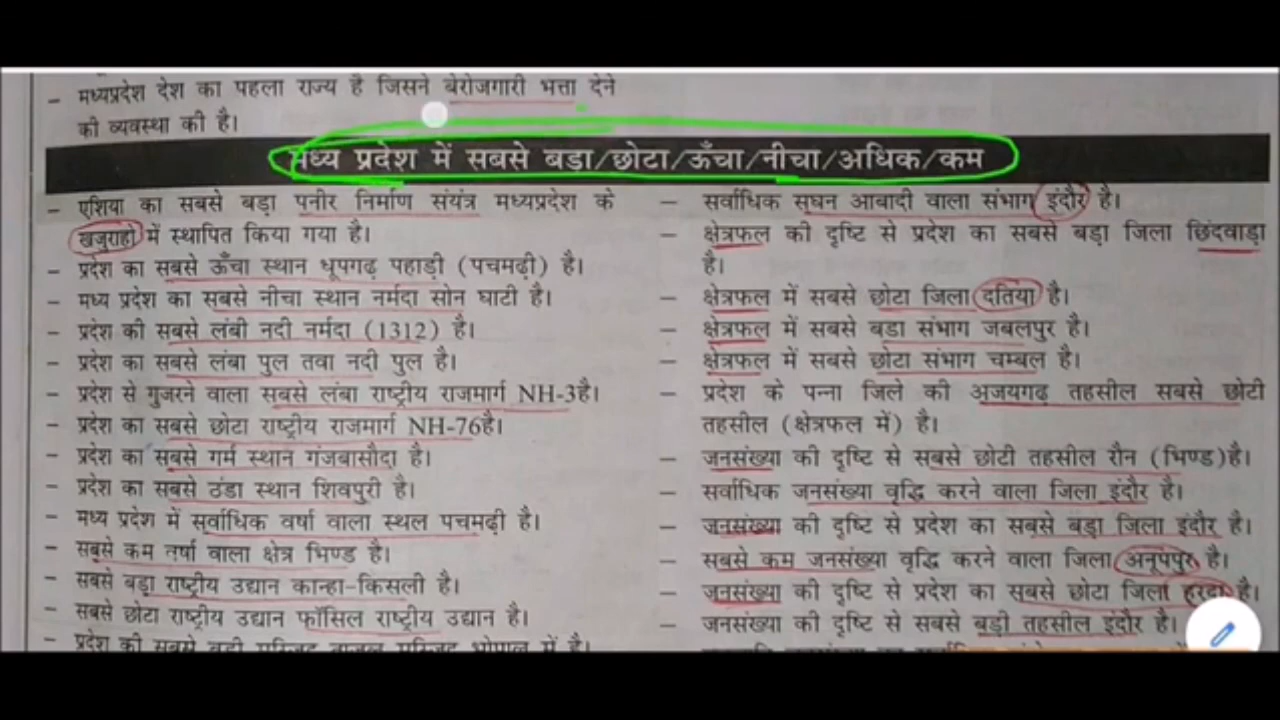 – मध्यप्रदेश देश का पहला राज्य है जिसने बेरोजगारी भत्ता देने
की व्यवस्था की है।
मध्य प्रदेश में सबसे बड़ा/छोटा/ऊँचा/नीचा/अधिक/कम
– एशिया का सबसे बड़ा पनीर निर्माण संयंत्र मध्यप्रदेश के
खजुराहो में स्थापित किया गया है।
– प्रदेश का सबसे ऊँचा स्थान धूपगढ़ पहाड़ी (पचमढ़ी) है।
– मध्य प्रदेश का सबसे नीचा स्थान नर्मदा सोन घाटी है।
– प्रदेश की सबसे लंबी नदी नर्मदा (1312) है।
– प्रदेश का सबसे लंबा पुल तवा नदी पुल है।
– प्रदेश से गुजरने वाला सबसे लंबा राष्ट्रीय राजमार्ग NH-3है।
– प्रदेश का सबसे छोटा राष्ट्रीय राजमार्ग NH-76है।
– प्रदेश का सबसे गर्म स्थान गंजबासौदा है।
– प्रदेश का सबसे ठंडा स्थान शिवपुरी है।
– मध्य प्रदेश में सर्वाधिक वर्षा वाला स्थल पचमढ़ी है।
– सबसे कम वर्षा वाला क्षेत्र भिण्ड है।
– सबसे बड़ा राष्ट्रीय उद्यान कान्हा-किसली है।
– सबसे छोटा राष्ट्रीय उद्यान फॉसिल राष्ट्रीय उद्यान है।
– प्रदेश की सबसे बड़ी मस्जिद ताजुल मस्जिद भोपाल में है।
– सर्वाधिक सघन आबादी वाला संभाग इंदौर है।
– क्षेत्रफल की दृष्टि से प्रदेश का सबसे बड़ा जिला छिंदवाड़ा
है।
– क्षेत्रफल में सबसे छोटा जिला दतिया है।
– क्षेत्रफल में सबसे बडा संभाग जबलपुर है।
– क्षेत्रफल में सबसे छोटा संभाग चम्बल है।
– प्रदेश के पन्ना जिले की अजयगढ़ तहसील सबसे छोटी
तहसील (क्षेत्रफल में) है।
– जनसंख्या की दृष्टि से सबसे छोटी तहसील रौन (भिण्ड)है।
– सर्वाधिक जनसंख्या वृद्धि करने वाला जिला इंदौर है।
– जनसंख्या की दृष्टि से प्रदेश का सबसे बड़ा जिला इंदौर है।
– सबसे कम जनसंख्या वृद्धि करने वाला जिला अनूपपुर है।
– जनसंख्या की दृष्टि से प्रदेश का सबसे छोटा जिला हरदा है।
– जनसंख्या की दृष्टि से सबसे बड़ी तहसील इंदौर है।